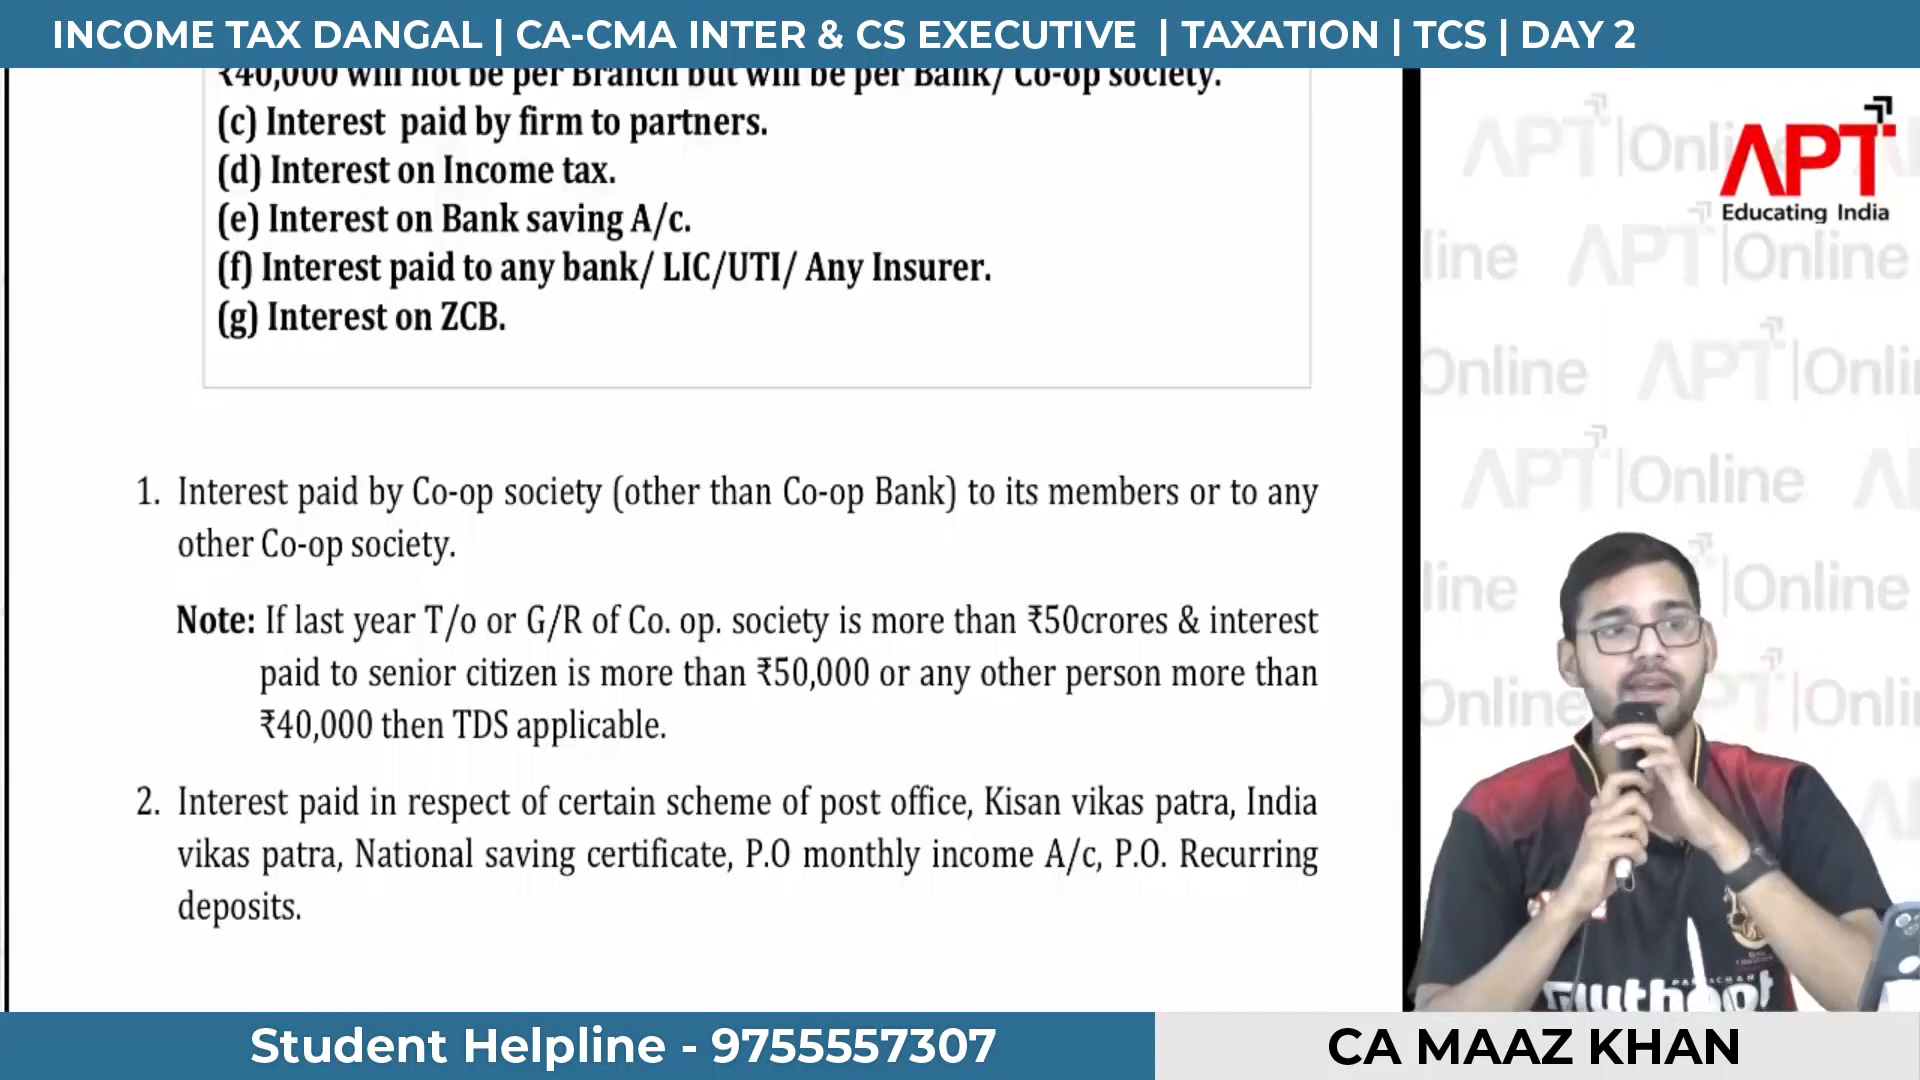 INCOME TAX DANGAL | CA-CMA INTER & CS EXECUTIVE | TAXATION | TCS | DAY 2
₹40,000 will not be per Branch but will be per Bank/ Co-op society.
(c) Interest paid by firm to partners.
(d) Interest on Income tax.
(e) Interest on Bank saving A/c.
(f) Interest paid to any bank/ LIC/UTI/ Any Insurer.
(g) Interest on ZCB.
1. Interest paid by Co-op society (other than Co-op Bank) to its members or to any
other Co-op society.
Note: If last year T/o or G/R of Co. op. society is more than ₹50crores & interest
paid to senior citizen is more than ₹50,000 or any other person more than
₹40,000 then TDS applicable.
2. Interest paid in respect of certain scheme of post office, Kisan vikas patra, India
vikas patra, National saving certificate, P.O monthly income A/c, P.O. Recurring
deposits.
APT
Educating India
APT|Online
APT|Online
APT|Online
APT|Online
Student Helpline - 9755557307
CA MAAZ KHAN